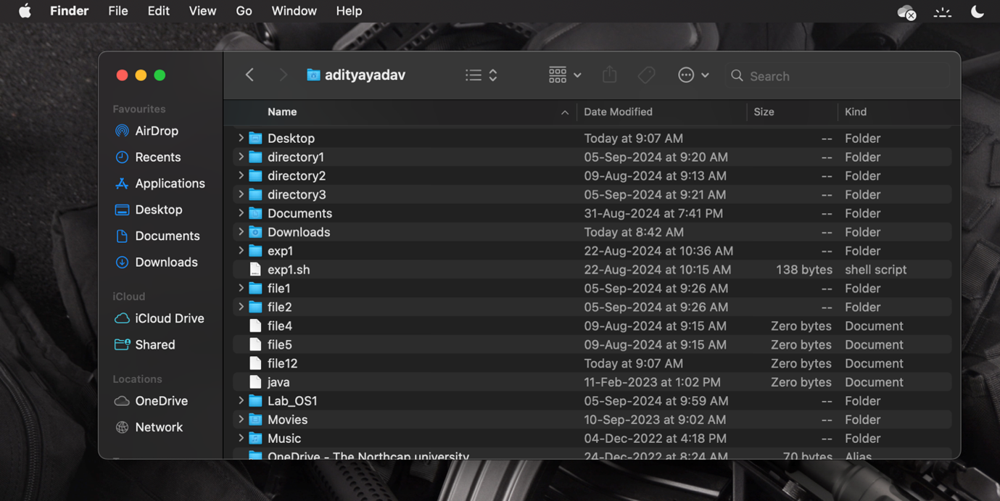 Finder File Edit View Go Window Help
adityayadav Search
Favourites
AirDrop
Recents
Applications
Desktop
Documents
Downloads
iCloud
iCloud Drive
Shared
Locations
OneDrive
Network
Name Date Modified Size Kind
Desktop Today at 9:07 AM -- Folder
directory1 05-Sep-2024 at 9:20 AM -- Folder
directory2 09-Aug-2024 at 9:13 AM -- Folder
directory3 05-Sep-2024 at 9:21 AM -- Folder
Documents 31-Aug-2024 at 7:41 PM -- Folder
Downloads Today at 8:42 AM -- Folder
exp1 22-Aug-2024 at 10:36 AM -- Folder
exp1.sh 22-Aug-2024 at 10:15 AM 138 bytes shell script
file1 05-Sep-2024 at 9:26 AM -- Folder
file2 05-Sep-2024 at 9:26 AM -- Folder
file4 09-Aug-2024 at 9:15 AM Zero bytes Document
file5 09-Aug-2024 at 9:15 AM Zero bytes Document
file12 Today at 9:07 AM Zero bytes Document
java 11-Feb-2023 at 1:02 PM Zero bytes Document
Lab_OS1 05-Sep-2024 at 9:59 AM -- Folder
Movies 10-Sep-2023 at 9:02 AM -- Folder
Music 04-Dec-2022 at 4:18 PM -- Folder
OneDrive - The Northcap university 24-Dec-2022 at 8:24 AM 70 bytes Alias